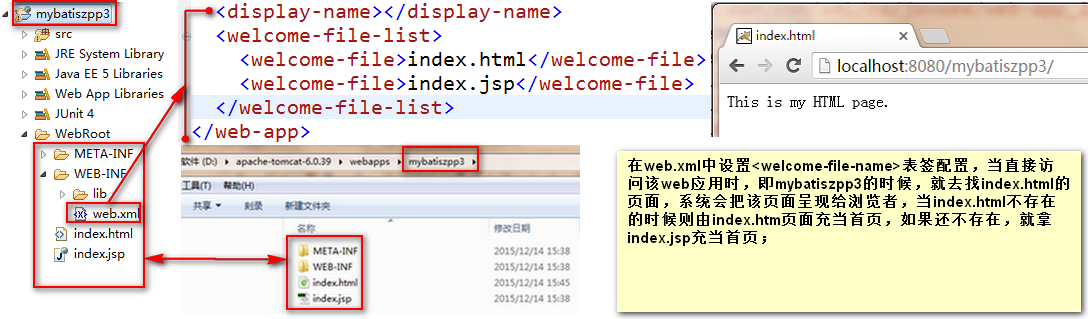 mybatiszpp3
src
JRE System Library
Java EE 5 Libraries
Web App Libraries
JUnit 4
WebRoot
META-INF
WEB-INF
lib
web.xml
index.html
index.jsp
<display-name></display-name>
<welcome-file-list>
<welcome-file>index.html</welcome-file>
<welcome-file>index.jsp</welcome-file>
</welcome-file-list>
</web-app>
软件 (D:) ▸ apache-tomcat-6.0.39 ▸ webapps ▸ mybatiszpp3 ▸
工具(T) 帮助(H)
共享 刻录 新建文件夹
名称 修改日期
META-INF 2015/12/14 15:38
WEB-INF 2015/12/14 15:38
index.html 2015/12/14 15:45
index.jsp 2015/12/14 15:38
index.html
localhost:8080/mybatiszpp3/
This is my HTML page.
在web.xml中设置<welcome-file-name>表签配置，当直接访
问该web应用时，即mybatiszpp3的时候，就去找index.html的
页面，系统会把该页面呈现给浏览者，当index.html不存在
的时候则由index.htm页面充当首页，如果还不存在，就拿
index.jsp充当首页；